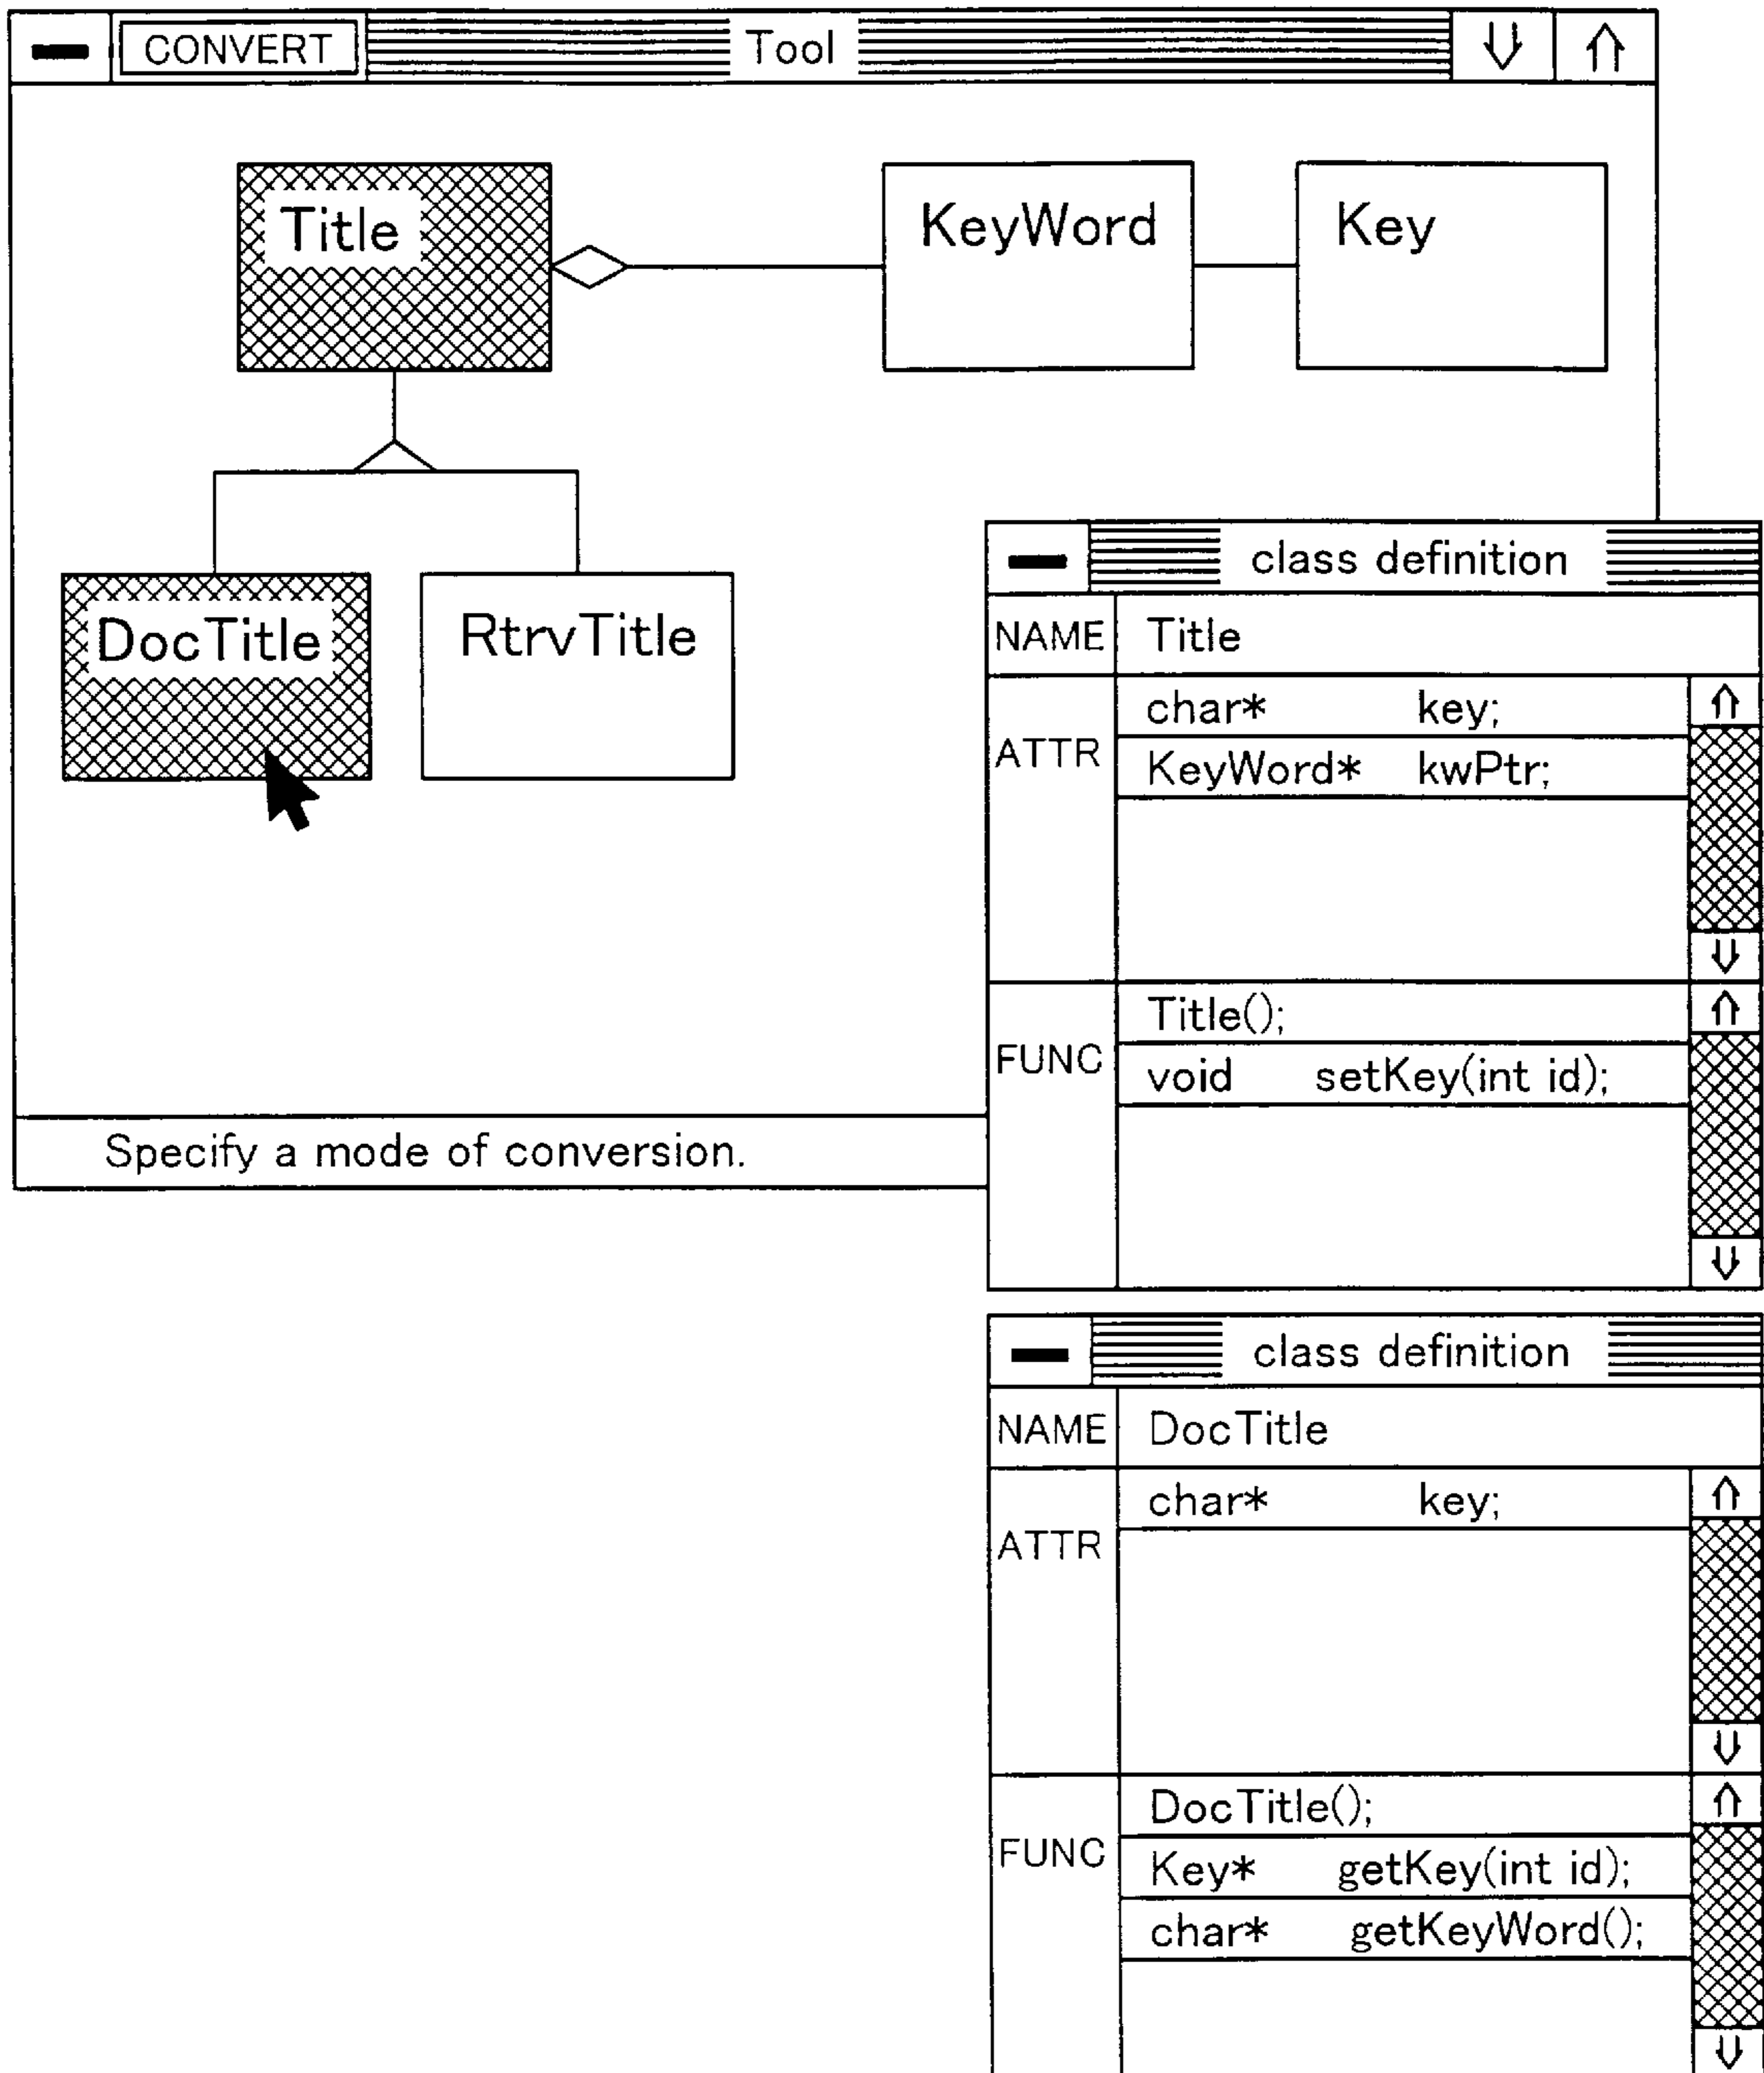 CONVERT Tool
Title KeyWord Key
DocTitle RtrvTitle
Specify a mode of conversion.
class definition
NAME Title
ATTR
char* key;
KeyWord* kwPtr;
FUNC
Title();
void setKey(int id);
class definition
NAME DocTitle
ATTR
char* key;
FUNC
DocTitle();
Key* getKey(int id);
char* getKeyWord();